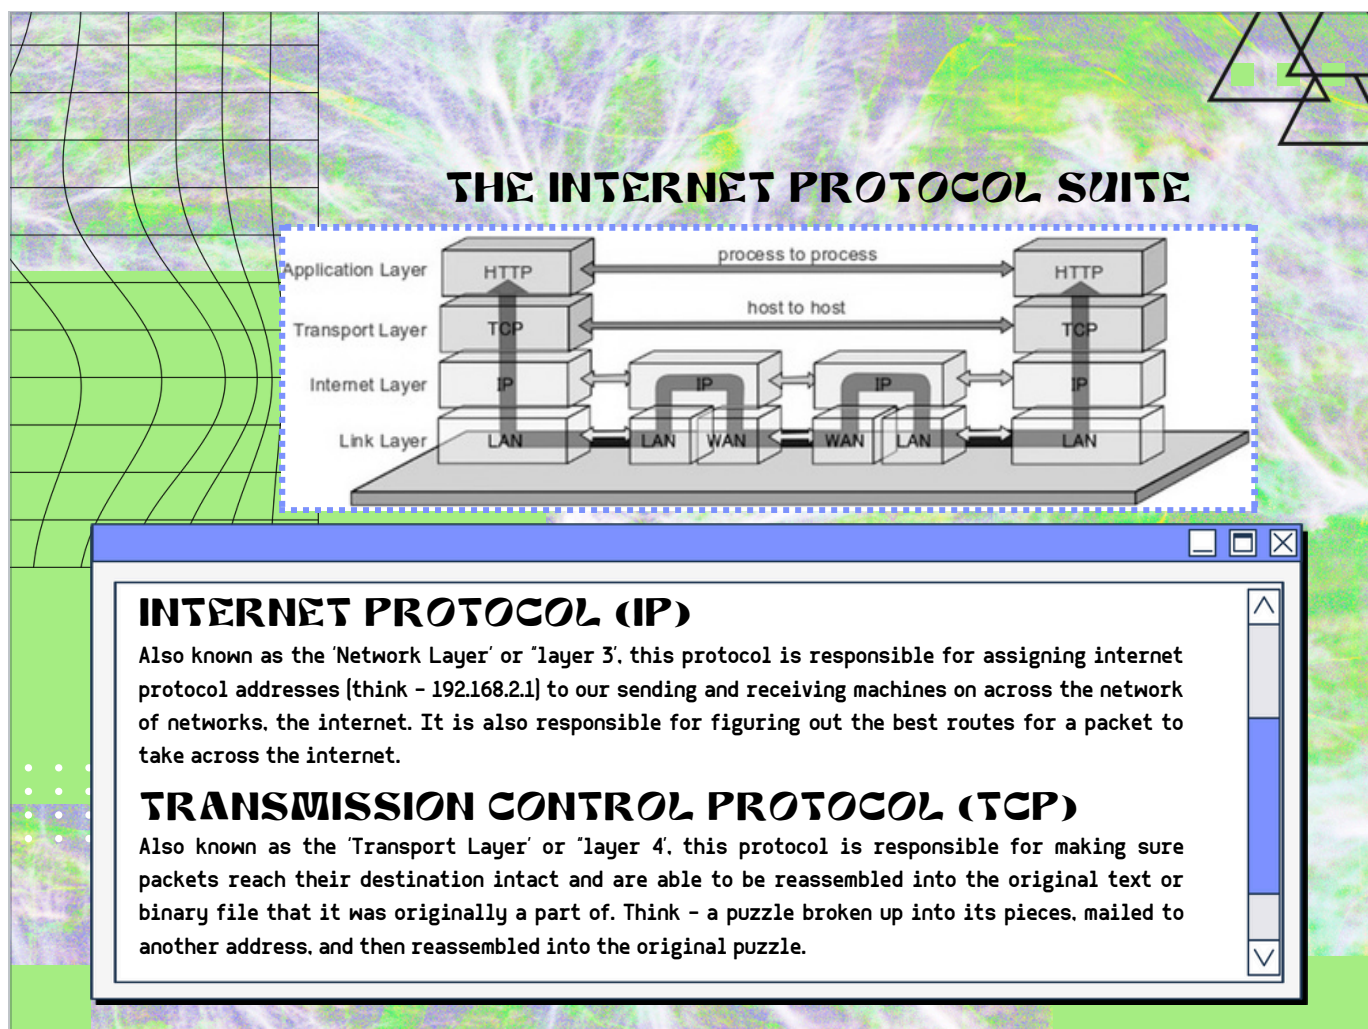 THE INTERNET PROTOCOL SUITE
process to process
Application Layer HTTP HTTP
host to host
Transport Layer TCP TCP
Internet Layer IP IP IP IP
Link Layer LAN LAN WAN WAN LAN LAN
INTERNET PROTOCOL (IP)
Also known as the 'Network Layer' or "layer 3', this protocol is responsible for assigning internet
protocol addresses (think - 192.168.2.1) to our sending and receiving machines on across the network
of networks, the internet. It is also responsible for figuring out the best routes for a packet to
take across the internet.
TRANSMISSION CONTROL PROTOCOL (TCP)
Also known as the 'Transport Layer' or "layer 4', this protocol is responsible for making sure
packets reach their destination intact and are able to be reassembled into the original text or
binary file that it was originally a part of. Think - a puzzle broken up into its pieces, mailed to
another address, and then reassembled into the original puzzle.